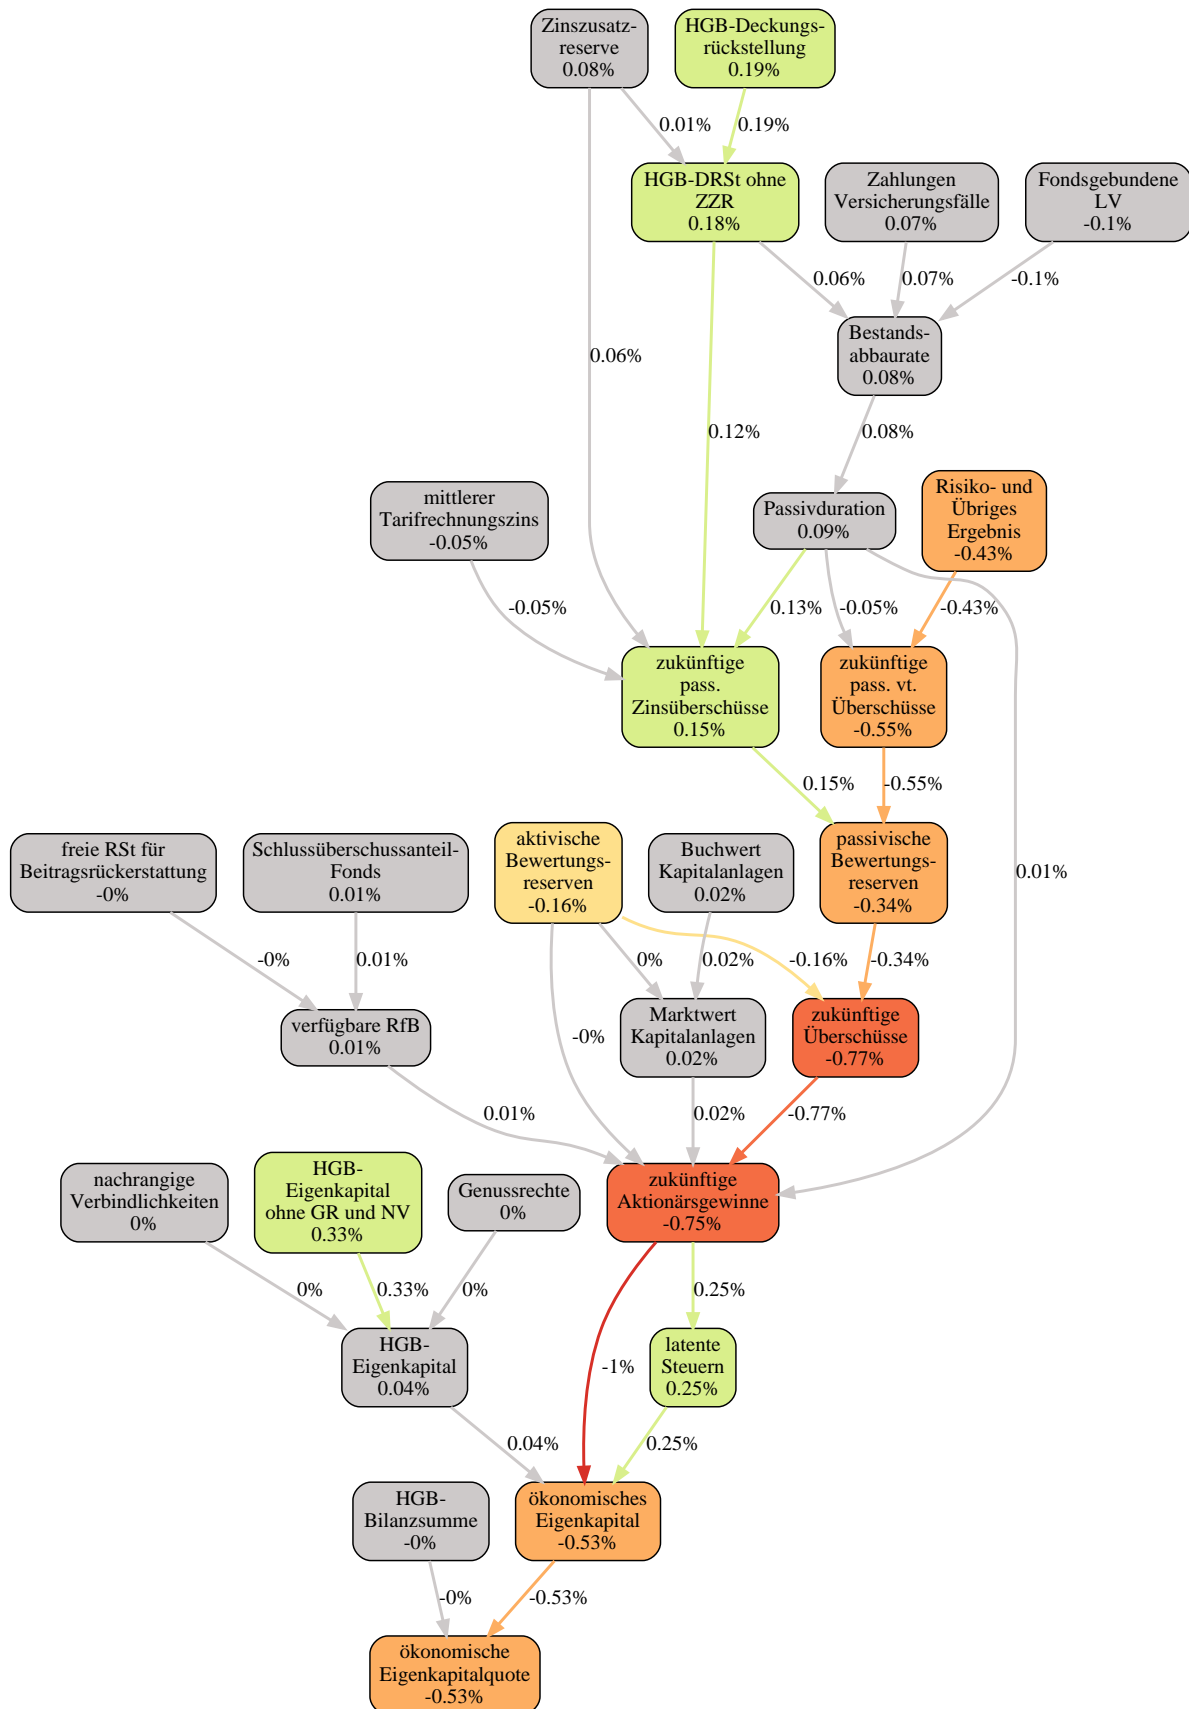 Zinszusatz-
reserve
0.08%
HGB-Deckungs-
rückstellung
0.19%
0.01%
0.19%
HGB-DRSt ohne
ZZR
0.18%
Zahlungen
Versicherungsfälle
0.07%
Fondsgebundene
LV
-0.1%
0.06%
0.07%
-0.1%
Bestands-
abbaurate
0.08%
0.06%
0.12%
0.08%
mittlerer
Tarifrechnungszins
-0.05%
Passivduration
0.09%
Risiko- und
Übriges
Ergebnis
-0.43%
-0.05%
0.13%
-0.05%
-0.43%
zukünftige
pass.
Zinsüberschüsse
0.15%
zukünftige
pass. vt.
Überschüsse
-0.55%
0.15%
-0.55%
0.01%
freie RSt für
Beitragsrückerstattung
-0%
Schlussüberschussanteil-
Fonds
0.01%
aktivische
Bewertungs-
reserven
-0.16%
Buchwert
Kapitalanlagen
0.02%
passivische
Bewertungs-
reserven
-0.34%
-0%
0.01%
0%
0.02%
-0.16%
-0.34%
verfügbare RfB
0.01%
-0%
Marktwert
Kapitalanlagen
0.02%
zukünftige
Überschüsse
-0.77%
0.01%
0.02%
-0.77%
nachrangige
Verbindlichkeiten
0%
HGB-
Eigenkapital
ohne GR und NV
0.33%
Genussrechte
0%
zukünftige
Aktionärsgewinne
-0.75%
0%
0.33%
0%
0.25%
HGB-
Eigenkapital
0.04%
-1%
latente
Steuern
0.25%
0.04%
0.25%
HGB-
Bilanzsumme
-0%
ökonomisches
Eigenkapital
-0.53%
-0%
-0.53%
ökonomische
Eigenkapitalquote
-0.53%